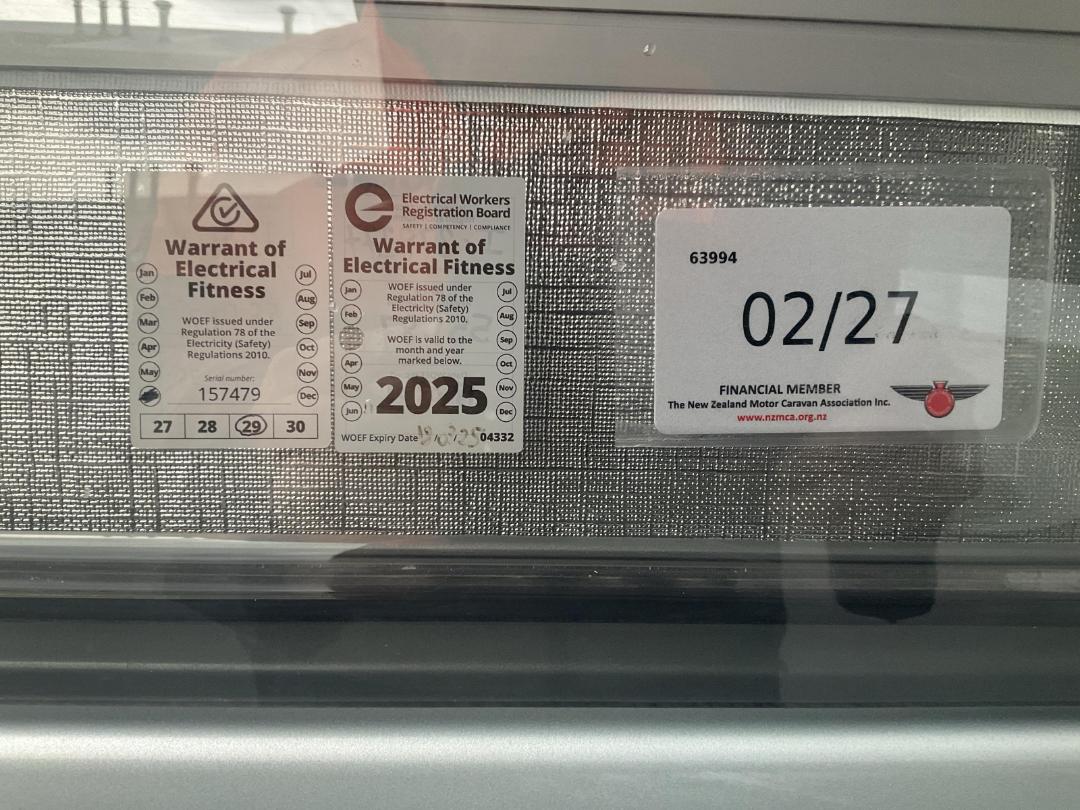 Warrant of
Electrical
Fitness
Jan
Feb
Mar
Apr
May
Jul
Aug
Sep
Oct
Nov
Dec
WOEF issued under
Regulation 78 of the
Electricity (Safety)
Regulations 2010.
Serial number:
157479
27 28 29 30
e
Electrical Workers
Registration Board
SAFETY | COMPETENCY | COMPLIANCE
Warrant of
Electrical Fitness
Jan
Feb
Apr
May
Jun
Jul
Aug
Sep
Oct
Nov
Dec
WOEF issued under
Regulation 78 of the
Electricity (Safety)
Regulations 2010.
WOEF is valid to the
month and year
marked below.
2025
WOEF Expiry Date 04332
63994
02/27
FINANCIAL MEMBER
The New Zealand Motor Caravan Association Inc.
www.nzmca.org.nz